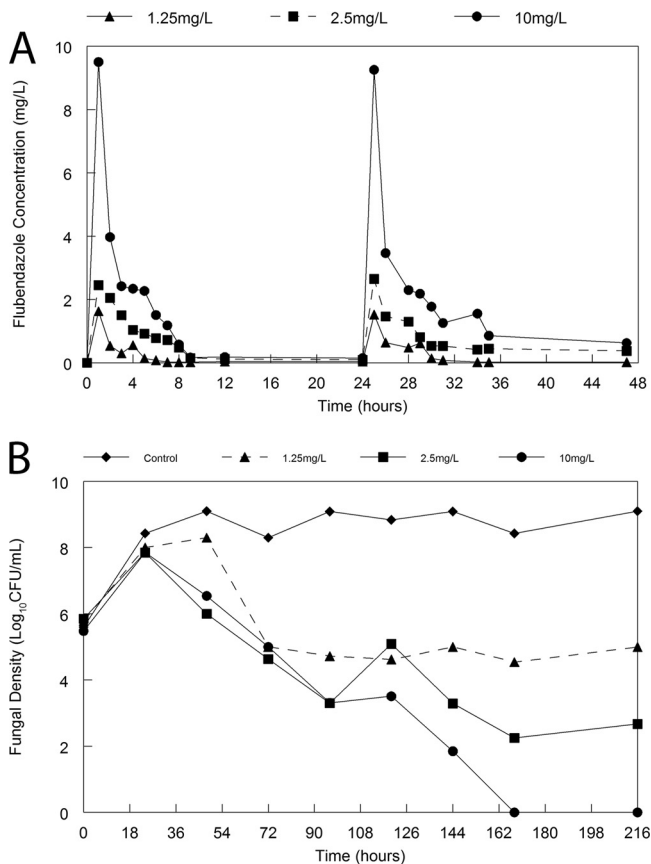 1.25mg/L 2.5mg/L 10mg/L
A
Flubendazole Concentration (mg/L)
10
8
6
4
2
0
0 4 8 12 16 20 24 28 32 36 40 44 48
Time (hours)
B
Control 1.25mg/L 2.5mg/L 10mg/L
Fungal Density (Log10CFU/mL)
10
8
6
4
2
0
0 18 36 54 72 90 108 126 144 162 180 198 216
Time (hours)